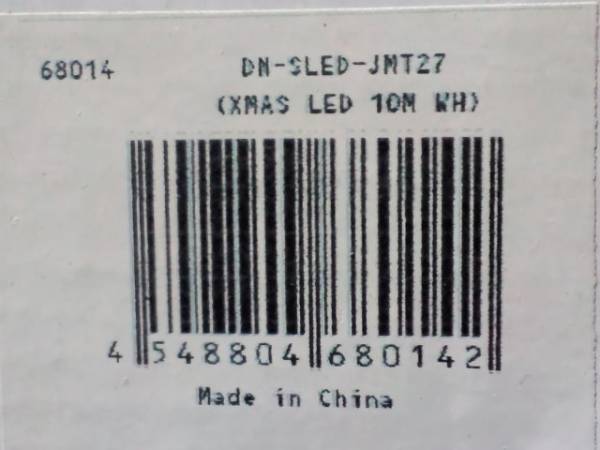 68014
DN-SLED-JMT27
(XMAS LED 10M WH)
4 548804 680142
Made in China